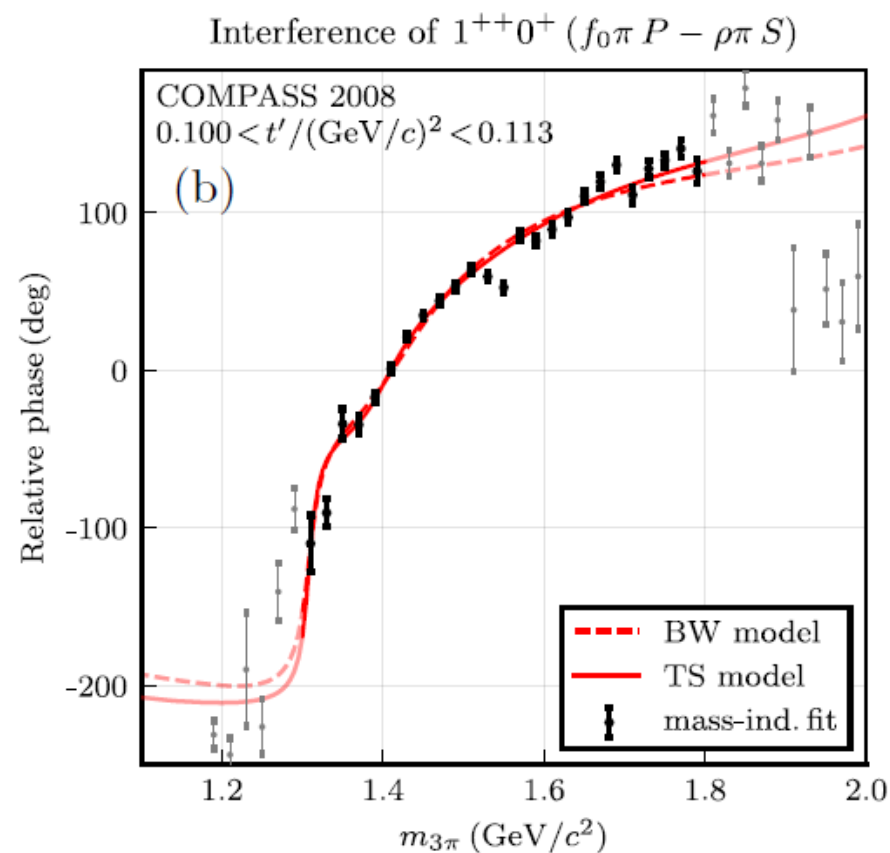 Interference of 1⁺⁺0⁺ (f₀π P − ρπ S)
COMPASS 2008
0.100 < t′/(GeV/c)² < 0.113
(b)
100
0
-100
-200
Relative phase (deg)
BW model
TS model
mass-ind. fit
1.2 1.4 1.6 1.8 2.0
m₃π (GeV/c²)